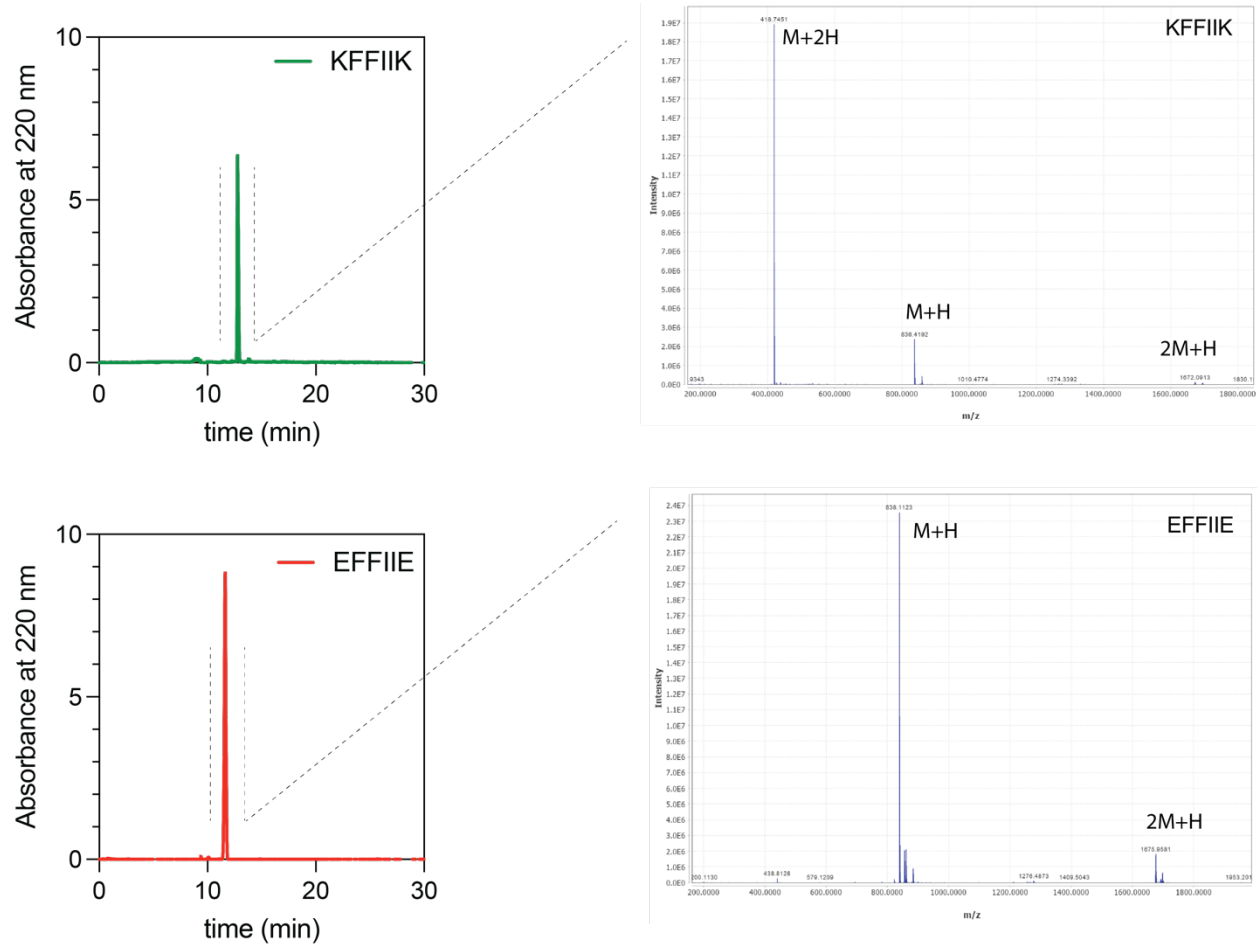 KFFIIK
10
5
0
Absorbance at 220 nm
0
10
20
30
time (min)
KFFIIK
418.7451
M+2H
1.9E7
1.8E7
1.7E7
1.6E7
1.5E7
1.4E7
1.3E7
1.2E7
1.1E7
1.0E7
9.0E6
8.0E6
7.0E6
6.0E6
5.0E6
4.0E6
3.0E6
2.0E6
1.0E6
0.0E0
Intensity
M+H
836.4192
2M+H
9343
1010.4774
1274.3392
1672.0913
1830.1
200.0000 400.0000 600.0000 800.0000 1000.0000 1200.0000 1400.0000 1600.0000 1800.0000
m/z
EFFIIE
10
5
0
Absorbance at 220 nm
0
10
20
30
time (min)
EFFIIE
838.1123
M+H
2.4E7
2.3E7
2.2E7
2.1E7
2.0E7
1.9E7
1.8E7
1.7E7
1.6E7
1.5E7
1.4E7
1.3E7
1.2E7
1.1E7
1.0E7
9.0E6
8.0E6
7.0E6
6.0E6
5.0E6
4.0E6
3.0E6
2.0E6
1.0E6
0.0E0
Intensity
2M+H
1675.9581
200.1130
438.8128
579.1209
1276.4873
1409.5043
1953.201
200.0000 400.0000 600.0000 800.0000 1000.0000 1200.0000 1400.0000 1600.0000 1800.0000
m/z